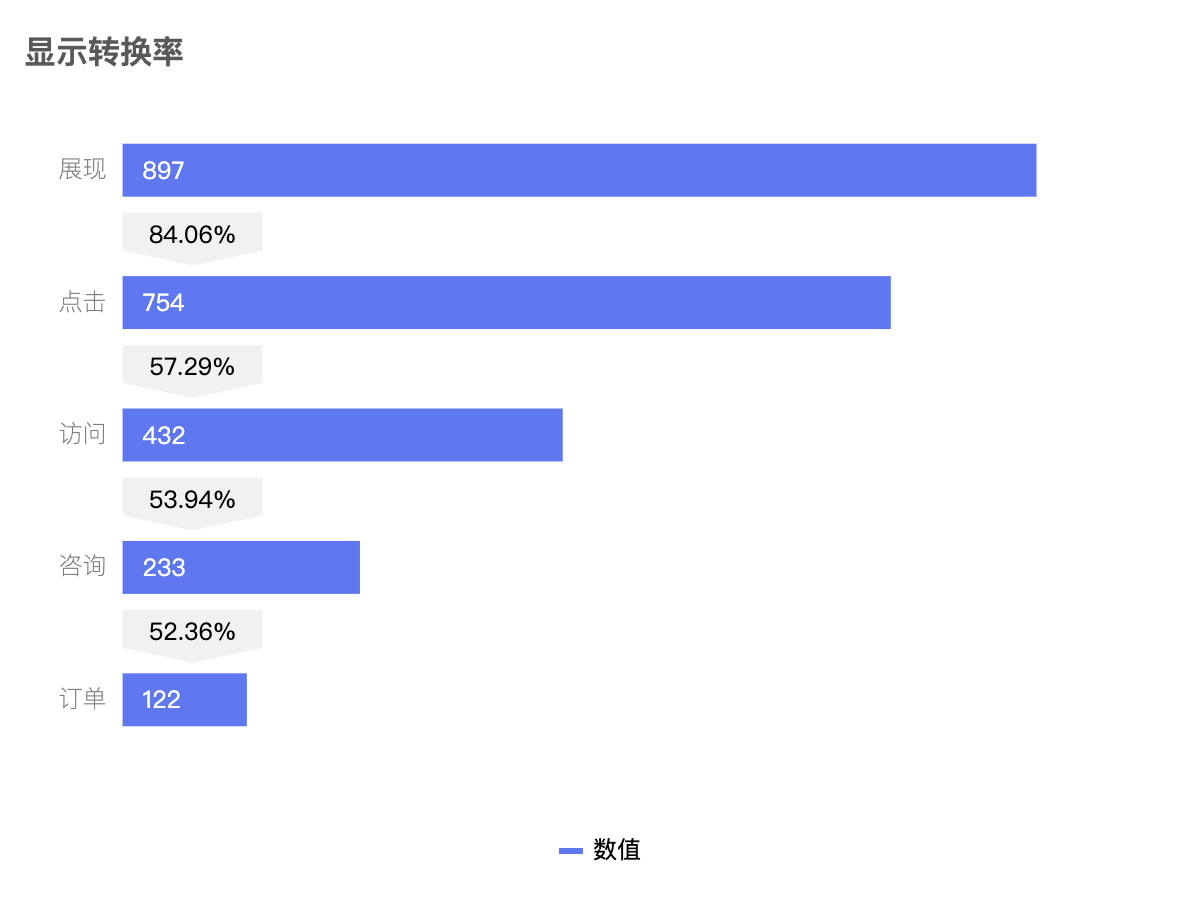 显示转换率
展现 897
84.06%
点击 754
57.29%
访问 432
53.94%
咨询 233
52.36%
订单 122
数值